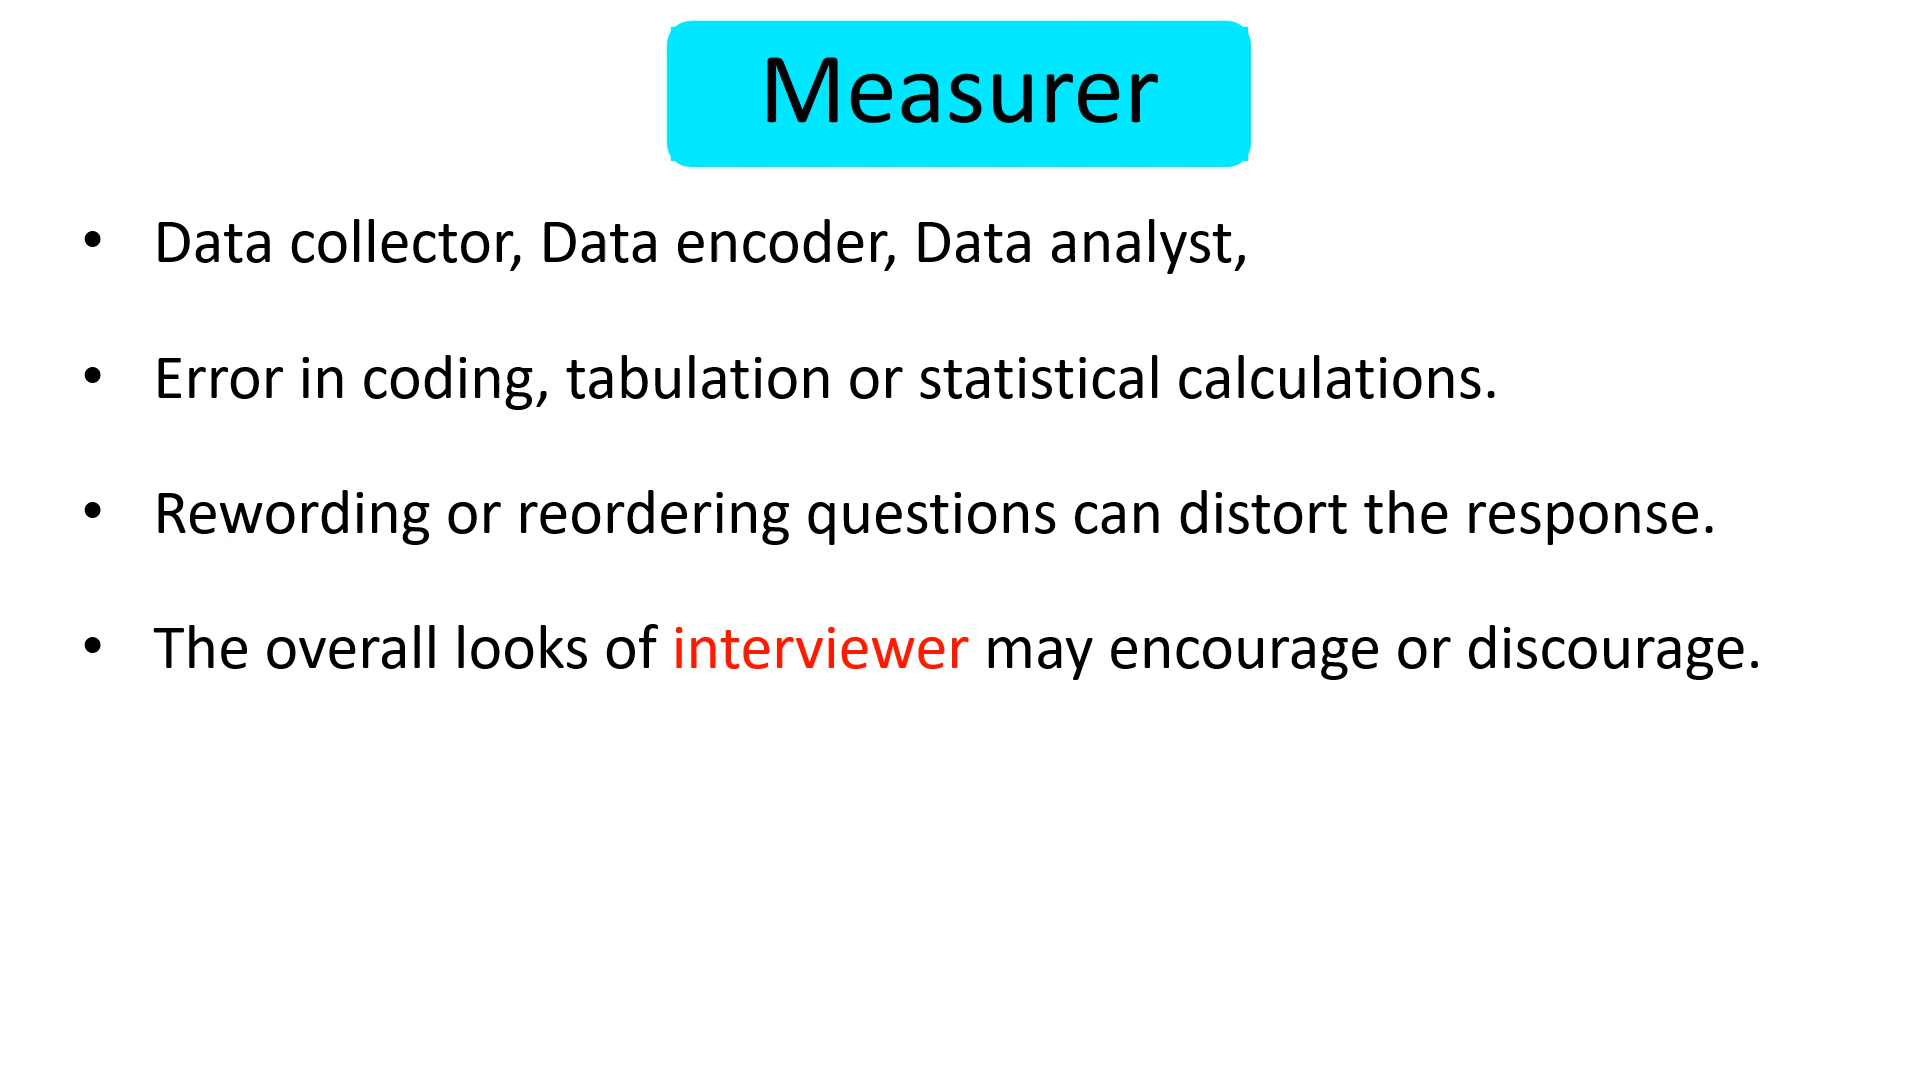 Measurer
• Data collector, Data encoder, Data analyst,
• Error in coding, tabulation or statistical calculations.
• Rewording or reordering questions can distort the response.
• The overall looks of interviewer may encourage or discourage.